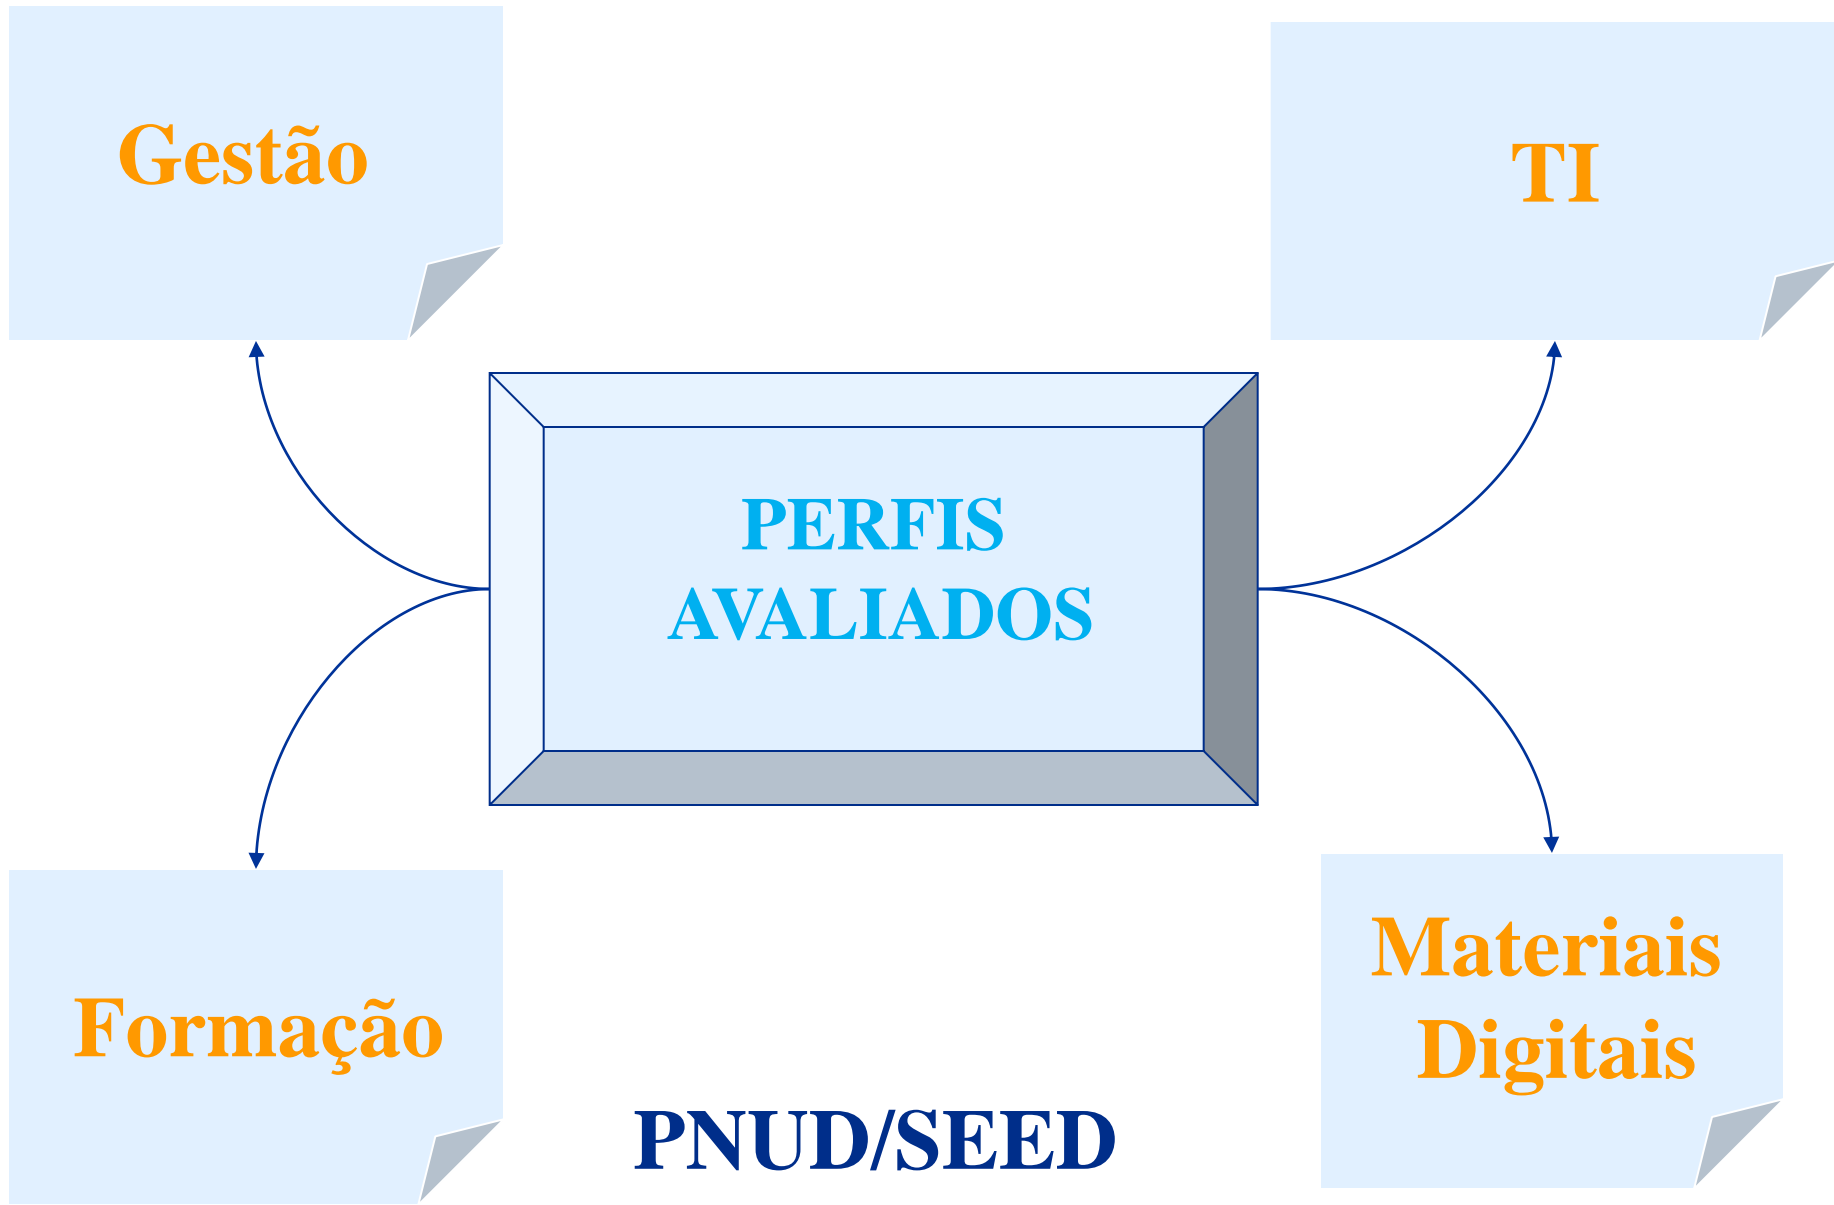 Gestão
TI
PERFIS
AVALIADOS
Formação
Materiais
Digitais
PNUD/SEED